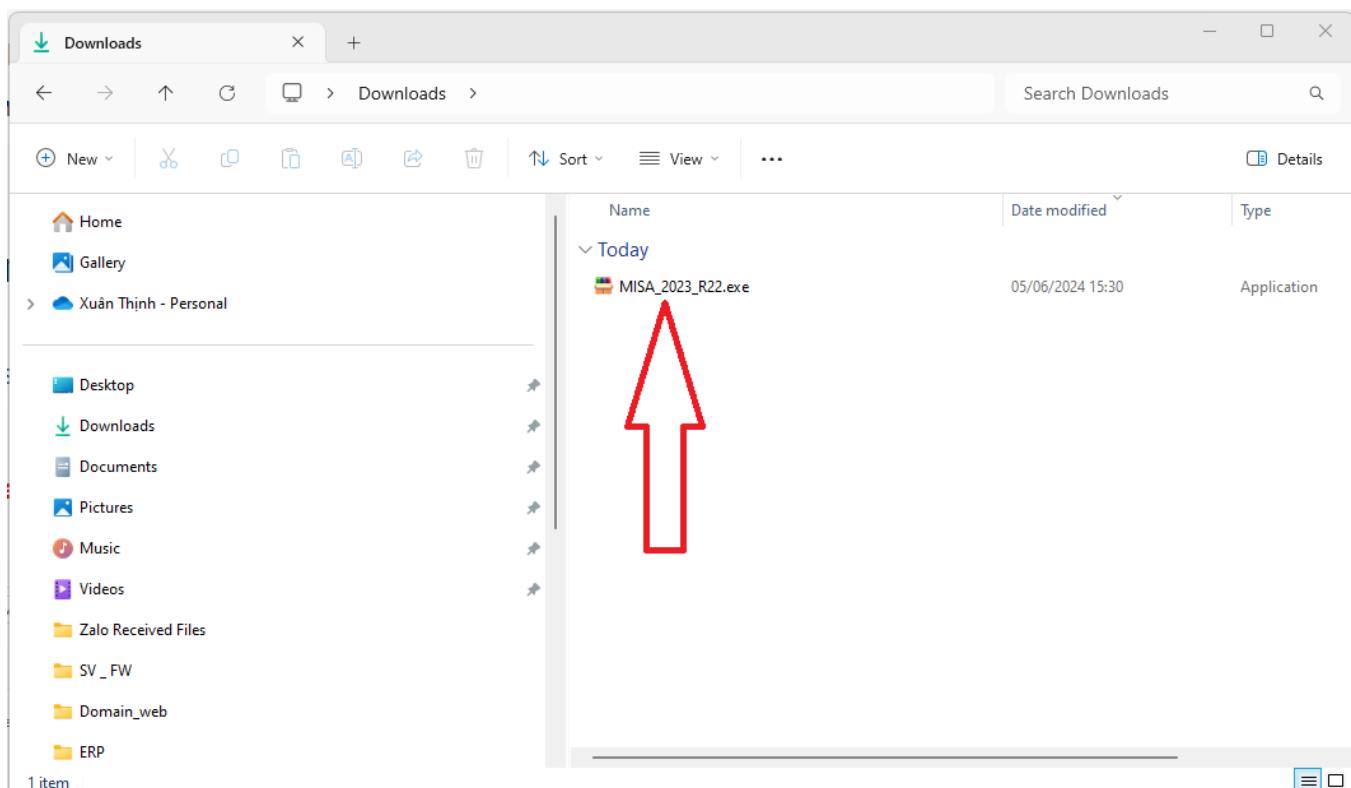 Downloads
Downloads
Search Downloads
New
Sort
View
Details
Home
Gallery
Xuân Thịnh - Personal
Desktop
Downloads
Documents
Pictures
Music
Videos
Zalo Received Files
SV _ FW
Domain_web
ERP
Name Date modified Type
Today
MISA_2023_R22.exe 05/06/2024 15:30 Application
1 item